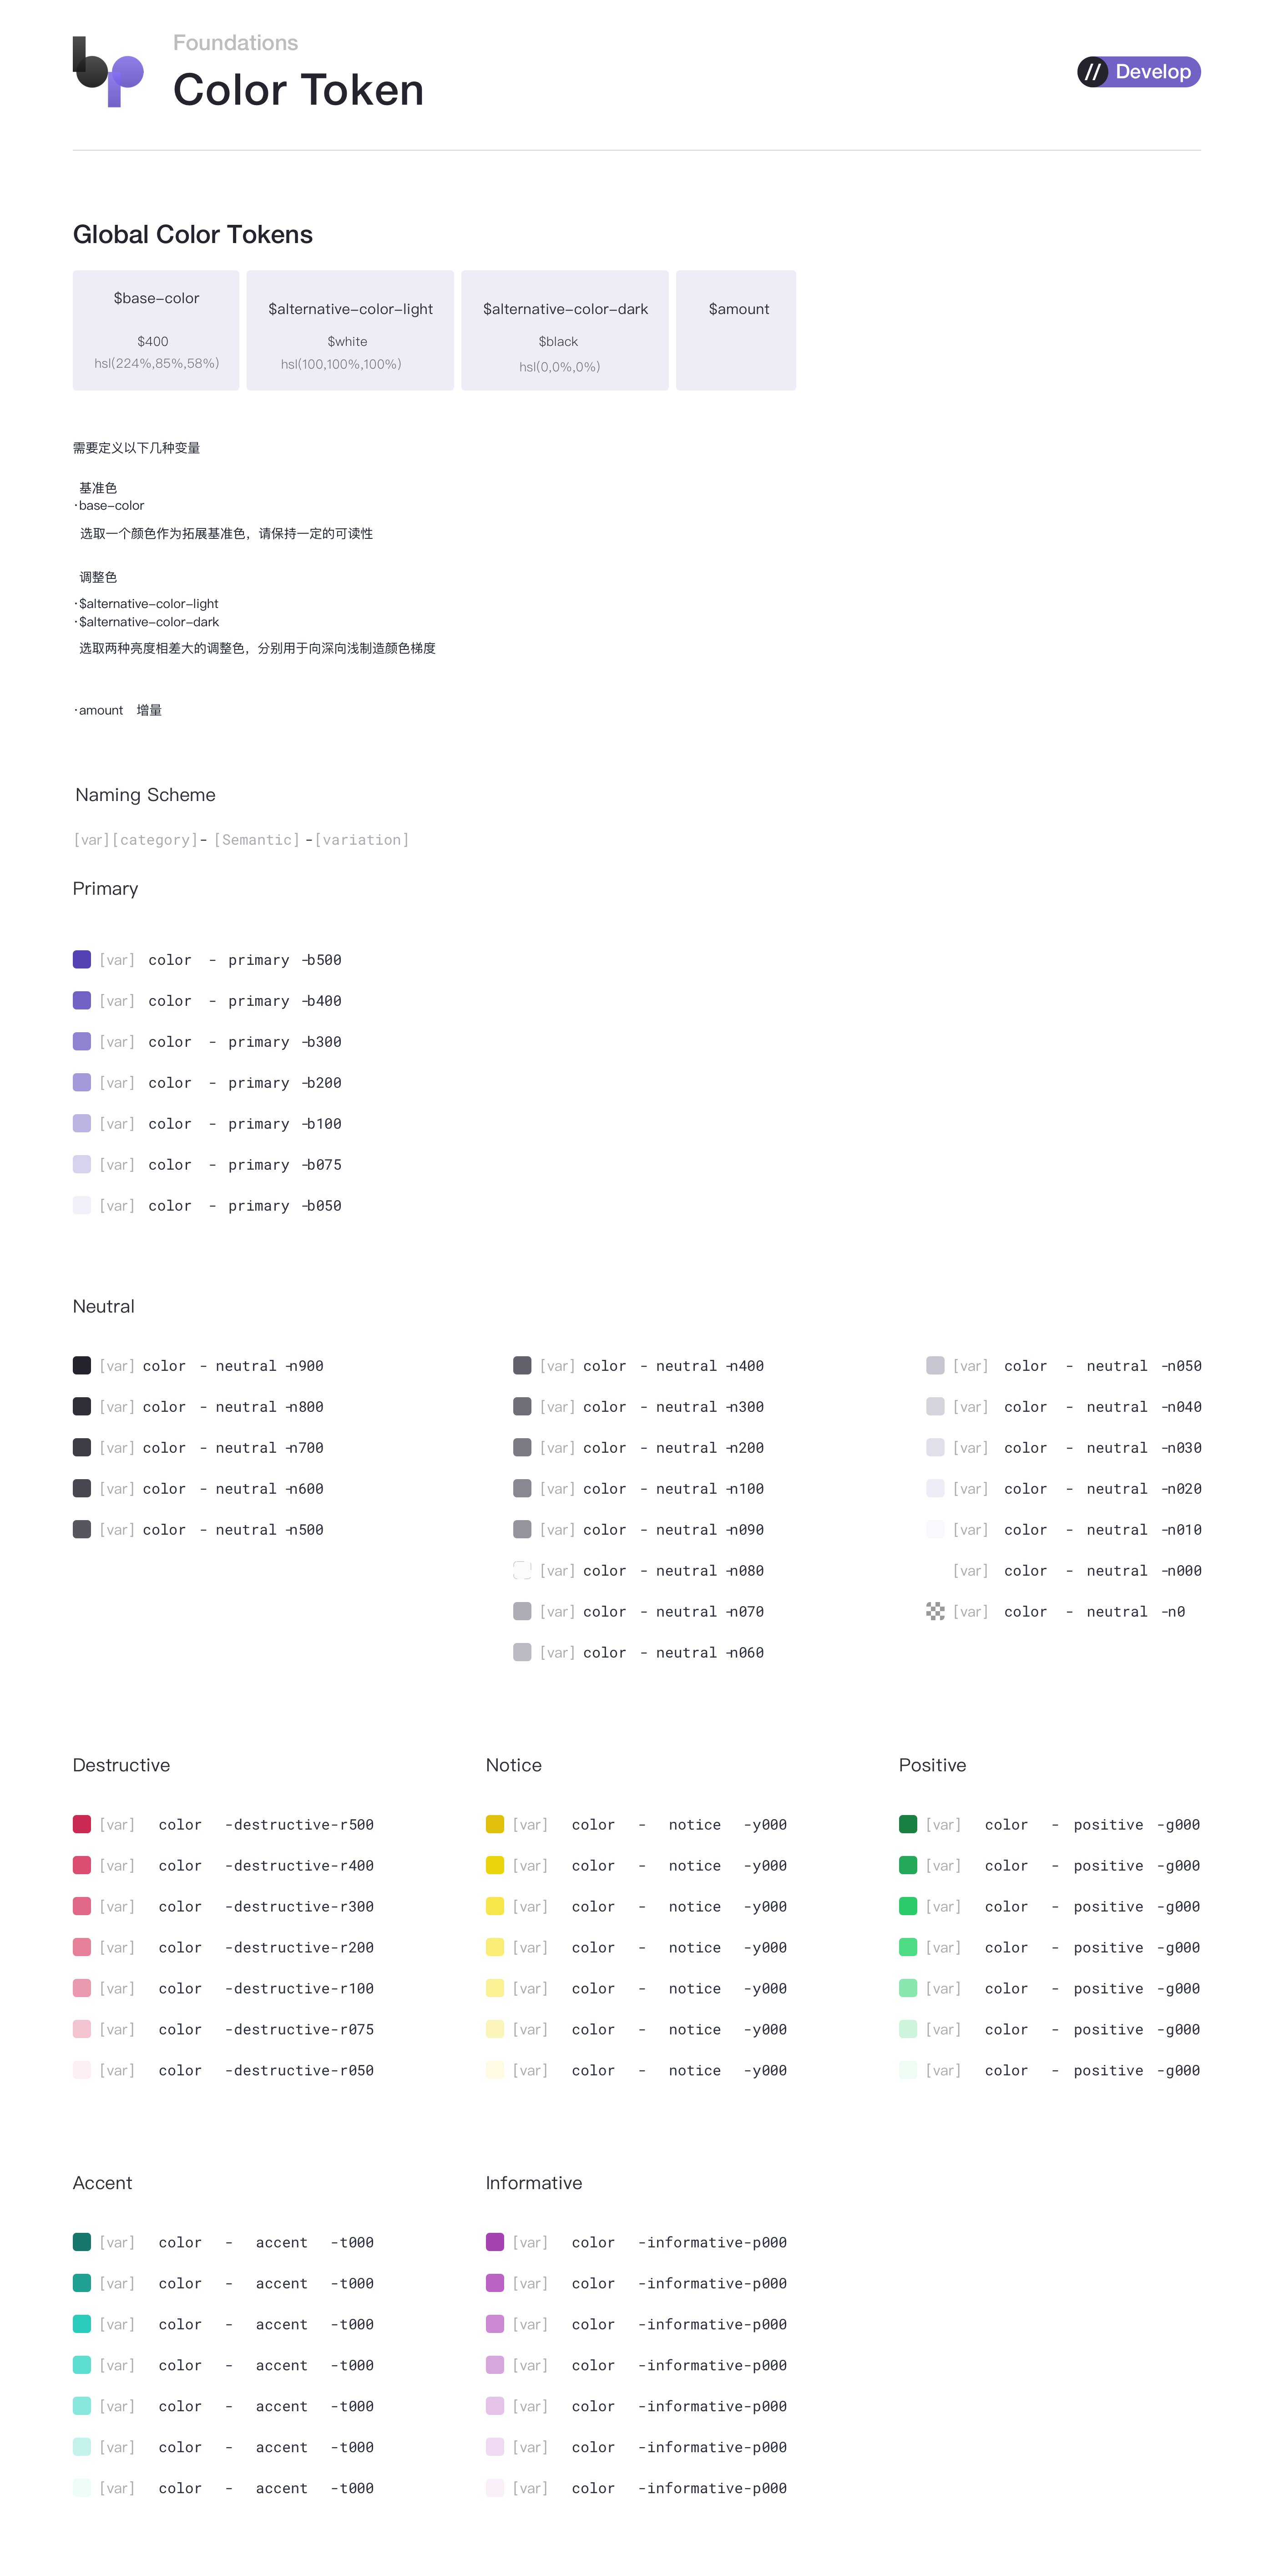 Foundations
Color Token
// Develop
Global Color Tokens
$base-color
$400
hsl(224%,85%,58%)
$alternative-color-light
$white
hsl(100,100%,100%)
$alternative-color-dark
$black
hsl(0,0%,0%)
$amount
需要定义以下几种变量
基准色
·base-color
选取一个颜色作为拓展基准色，请保持一定的可读性
调整色
·$alternative-color-light
·$alternative-color-dark
选取两种亮度相差大的调整色，分别用于向深向浅制造颜色梯度
·amount 增量
Naming Scheme
[var][category]- [Semantic] -[variation]
Primary
[var] color - primary -b500
[var] color - primary -b400
[var] color - primary -b300
[var] color - primary -b200
[var] color - primary -b100
[var] color - primary -b075
[var] color - primary -b050
Neutral
[var] color - neutral -n900
[var] color - neutral -n800
[var] color - neutral -n700
[var] color - neutral -n600
[var] color - neutral -n500
[var] color - neutral -n400
[var] color - neutral -n300
[var] color - neutral -n200
[var] color - neutral -n100
[var] color - neutral -n090
[var] color - neutral -n080
[var] color - neutral -n070
[var] color - neutral -n060
[var] color - neutral -n050
[var] color - neutral -n040
[var] color - neutral -n030
[var] color - neutral -n020
[var] color - neutral -n010
[var] color - neutral -n000
[var] color - neutral -n0
Destructive
[var] color -destructive-r500
[var] color -destructive-r400
[var] color -destructive-r300
[var] color -destructive-r200
[var] color -destructive-r100
[var] color -destructive-r075
[var] color -destructive-r050
Notice
[var] color - notice -y000
[var] color - notice -y000
[var] color - notice -y000
[var] color - notice -y000
[var] color - notice -y000
[var] color - notice -y000
[var] color - notice -y000
Positive
[var] color - positive -g000
[var] color - positive -g000
[var] color - positive -g000
[var] color - positive -g000
[var] color - positive -g000
[var] color - positive -g000
[var] color - positive -g000
Accent
[var] color - accent -t000
[var] color - accent -t000
[var] color - accent -t000
[var] color - accent -t000
[var] color - accent -t000
[var] color - accent -t000
[var] color - accent -t000
Informative
[var] color -informative-p000
[var] color -informative-p000
[var] color -informative-p000
[var] color -informative-p000
[var] color -informative-p000
[var] color -informative-p000
[var] color -informative-p000